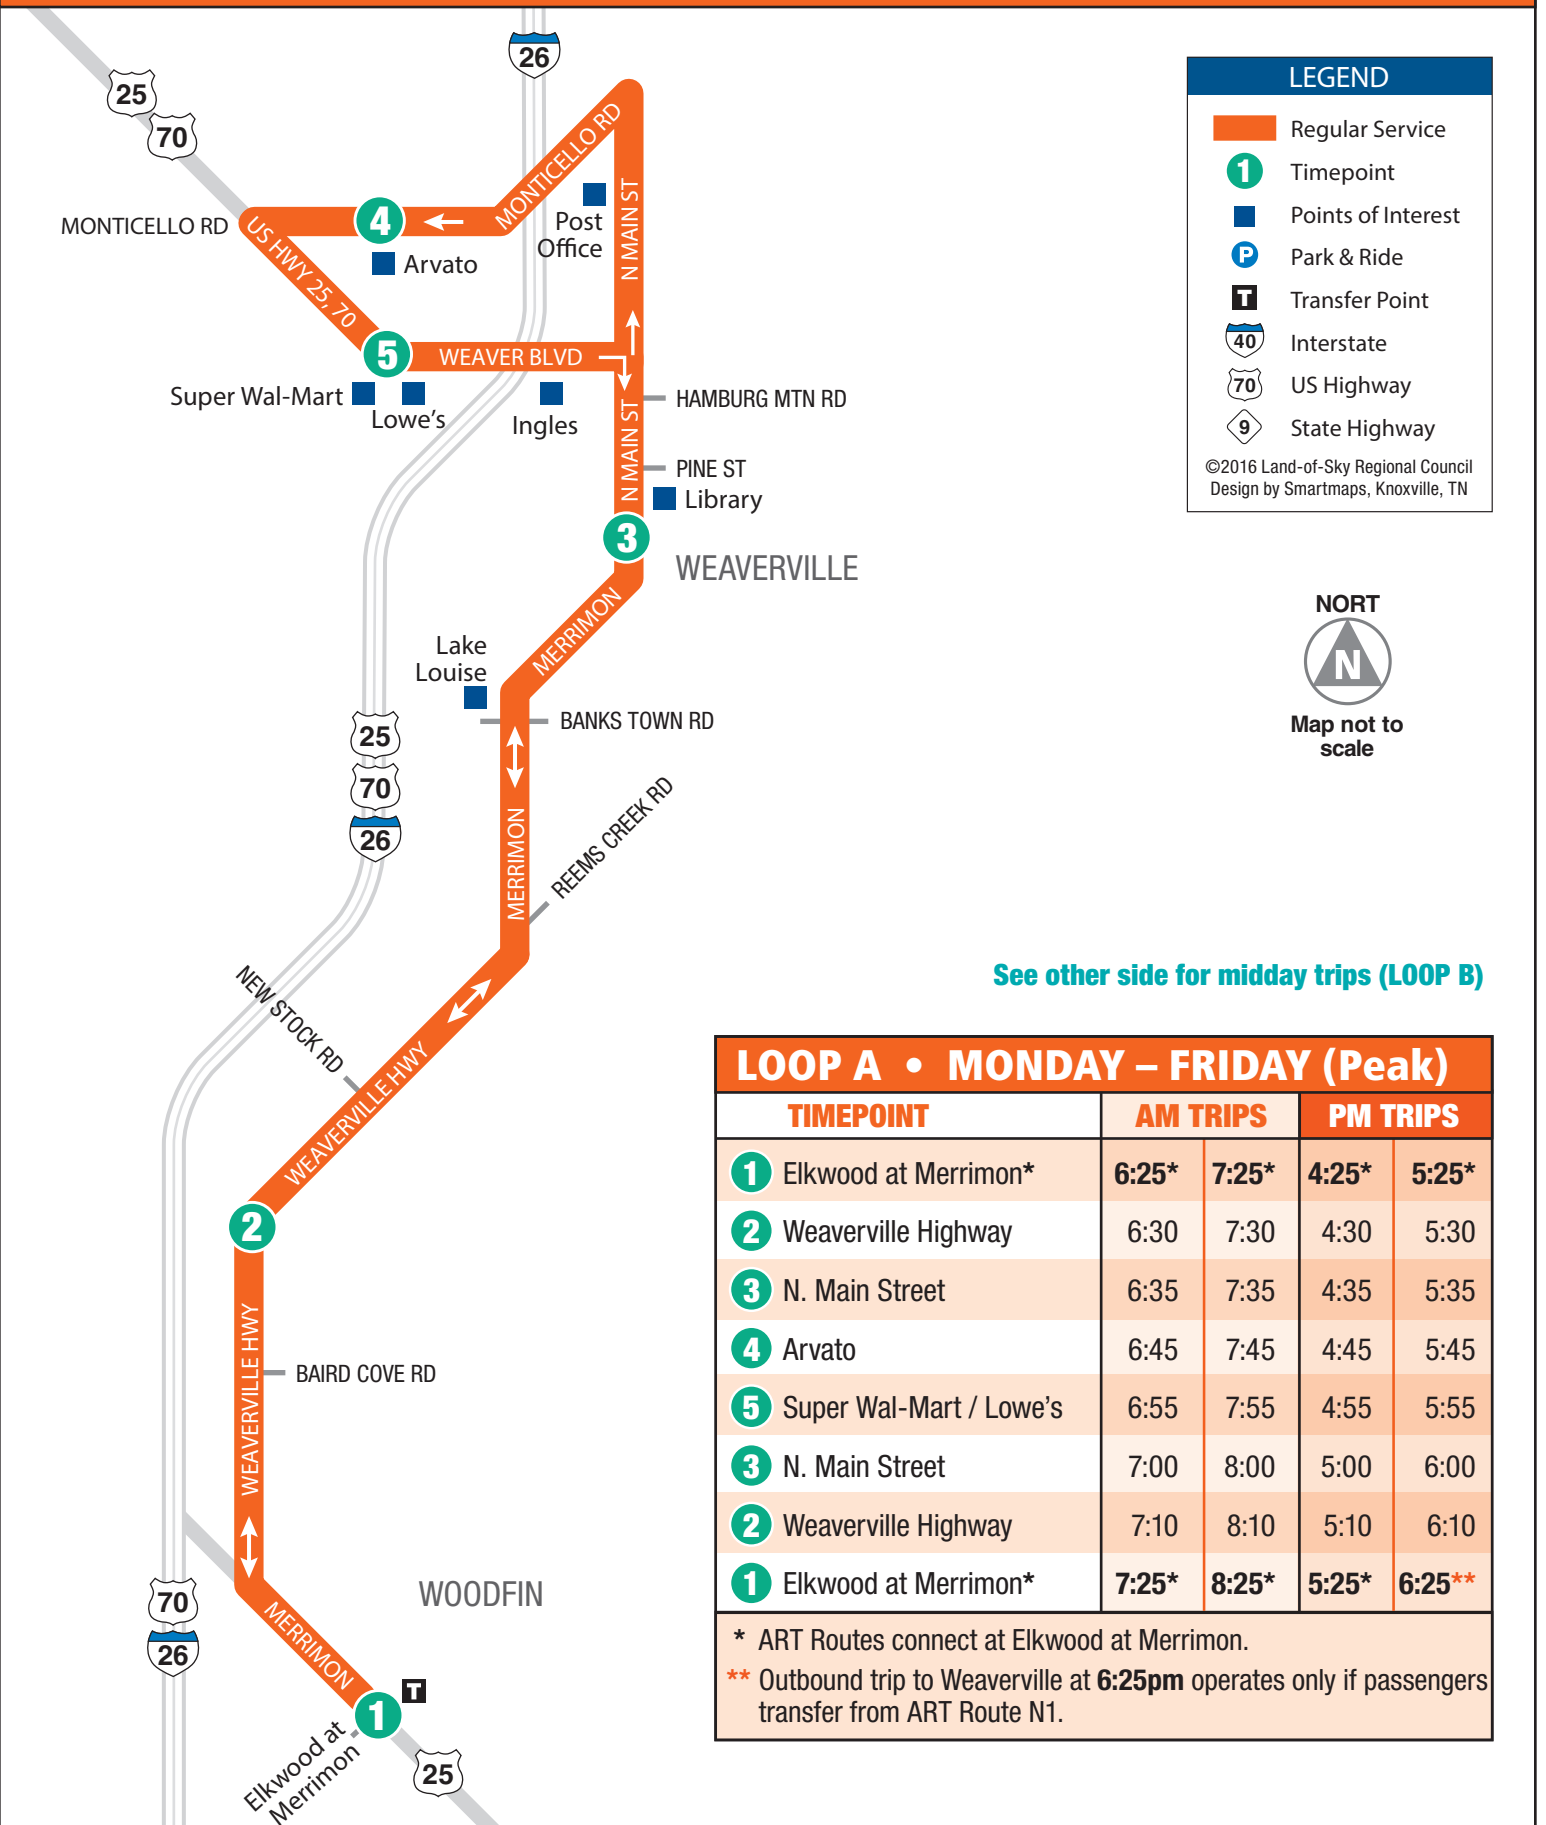 26
25
70
MONTICELLO RD
N MAIN ST
MONTICELLO RD
Post
Office
4
Arvato
US HWY 25, 70
5
WEAVER BLVD
Super Wal-Mart
Lowe's
Ingles
HAMBURG MTN RD
N MAIN ST
PINE ST
Library
3
WEAVERVILLE
MERRIMON
Lake
Louise
BANKS TOWN RD
25
70
26
MERRIMON
REEMS CREEK RD
NEW STOCK RD
WEAVERVILLE HWY
2
WEAVERVILLE HWY
BAIRD COVE RD
70
26
WOODFIN
MERRIMON
T
1
Elkwood at
Merrimon
25
LEGEND
Regular Service
1 Timepoint
Points of Interest
P Park & Ride
T Transfer Point
40 Interstate
70 US Highway
9 State Highway
©2016 Land-of-Sky Regional Council
Design by Smartmaps, Knoxville, TN
NORT
N
Map not to
scale
See other side for midday trips (LOOP B)
LOOP A • MONDAY – FRIDAY (Peak)
TIMEPOINT AM TRIPS PM TRIPS
1 Elkwood at Merrimon* 6:25* 7:25* 4:25* 5:25*
2 Weaverville Highway 6:30 7:30 4:30 5:30
3 N. Main Street 6:35 7:35 4:35 5:35
4 Arvato 6:45 7:45 4:45 5:45
5 Super Wal-Mart / Lowe's 6:55 7:55 4:55 5:55
3 N. Main Street 7:00 8:00 5:00 6:00
2 Weaverville Highway 7:10 8:10 5:10 6:10
1 Elkwood at Merrimon* 7:25* 8:25* 5:25* 6:25**
* ART Routes connect at Elkwood at Merrimon.
** Outbound trip to Weaverville at 6:25pm operates only if passengers
transfer from ART Route N1.